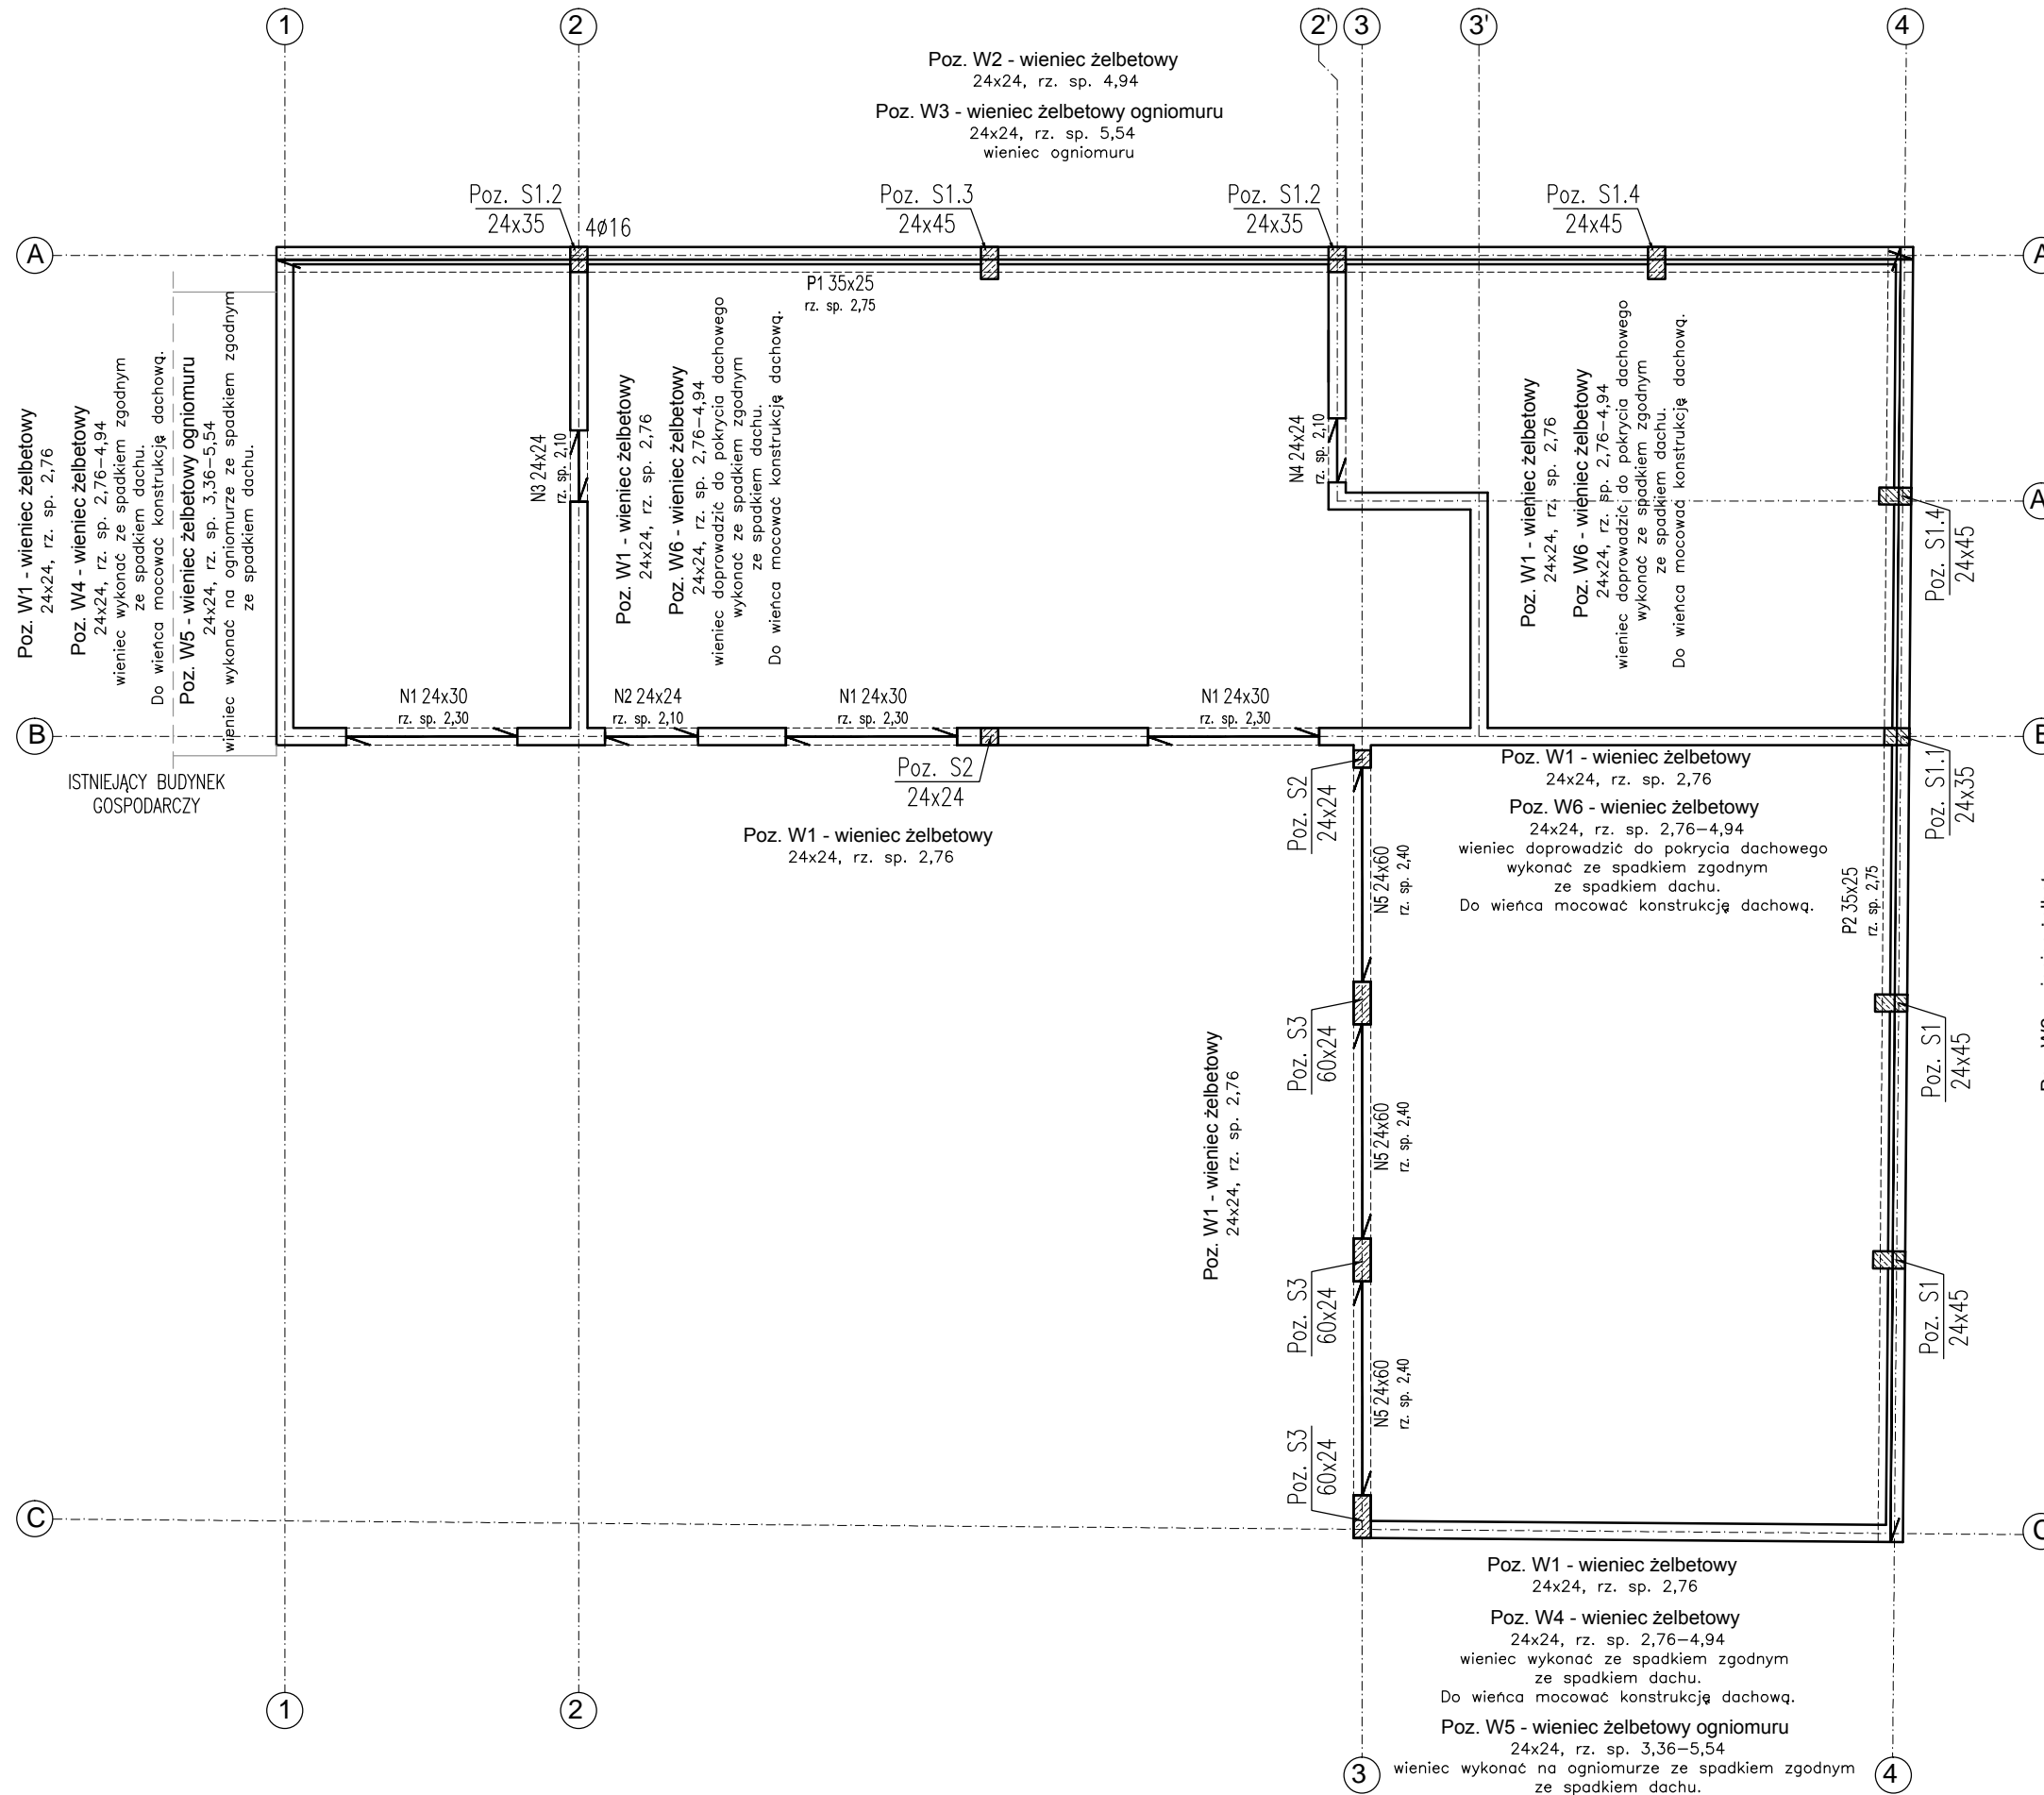 1
2
2'
3
3'
4
Poz. W2 - wieniec żelbetowy
24x24, rz. sp. 4,94
Poz. W3 - wieniec żelbetowy ogniomuru
24x24, rz. sp. 5,54
wieniec ogniomuru
Poz. S1.2
24x35
4ø16
Poz. S1.3
24x45
Poz. S1.2
24x35
Poz. S1.4
24x45
A
A
P1 35x25
rz. sp. 2,75
Poz. W1 - wieniec żelbetowy
24x24, rz. sp. 2,76
Poz. W4 - wieniec żelbetowy
24x24, rz. sp. 2,76-4,94
wieniec wykonać ze spadkiem zgodnym
ze spadkiem dachu.
Do wieńca mocować konstrukcję dachową.
Poz. W5 - wieniec żelbetowy ogniomuru
24x24, rz. sp. 3,36-5,54
wieniec wykonać na ogniomurze ze spadkiem zgodnym
ze spadkiem dachu.
N3 24x24
rz. sp. 2,10
Poz. W1 - wieniec żelbetowy
24x24, rz. sp. 2,76
Poz. W6 - wieniec żelbetowy
24x24, rz. sp. 2,76-4,94
wieniec doprowadzić do pokrycia dachowego
wykonać ze spadkiem zgodnym
ze spadkiem dachu.
Do wieńca mocować konstrukcję dachową.
N4 24x24
rz. sp. 2,10
Poz. W1 - wieniec żelbetowy
24x24, rz. sp. 2,76
Poz. W6 - wieniec żelbetowy
24x24, rz. sp. 2,76-4,94
wieniec doprowadzić do pokrycia dachowego
wykonać ze spadkiem zgodnym
ze spadkiem dachu.
Do wieńca mocować konstrukcję dachową.
A
Poz. S1.4
24x45
N1 24x30
rz. sp. 2,30
N2 24x24
rz. sp. 2,10
N1 24x30
rz. sp. 2,30
N1 24x30
rz. sp. 2,30
B
ISTNIEJĄCY BUDYNEK
GOSPODARCZY
Poz. S2
24x24
Poz. W1 - wieniec żelbetowy
24x24, rz. sp. 2,76
Poz. S2
24x24
N5 24x60
rz. sp. 2,40
Poz. W1 - wieniec żelbetowy
24x24, rz. sp. 2,76
Poz. W6 - wieniec żelbetowy
24x24, rz. sp. 2,76-4,94
wieniec doprowadzić do pokrycia dachowego
wykonać ze spadkiem zgodnym
ze spadkiem dachu.
Do wieńca mocować konstrukcję dachową.
P2 35x25
rz. sp. 2,75
Poz. S1.1
24x35
Poz. W1 - wieniec żelbetowy
24x24, rz. sp. 2,76
Poz. S3
60x24
N5 24x60
rz. sp. 2,40
Poz. S1
24x45
Poz. S3
60x24
N5 24x60
rz. sp. 2,40
Poz. S1
24x45
Poz. S3
60x24
C
Poz. W1 - wieniec żelbetowy
24x24, rz. sp. 2,76
Poz. W4 - wieniec żelbetowy
24x24, rz. sp. 2,76-4,94
wieniec wykonać ze spadkiem zgodnym
ze spadkiem dachu.
Do wieńca mocować konstrukcję dachową.
Poz. W5 - wieniec żelbetowy ogniomuru
24x24, rz. sp. 3,36-5,54
wieniec wykonać na ogniomurze ze spadkiem zgodnym
ze spadkiem dachu.
1
2
3
4